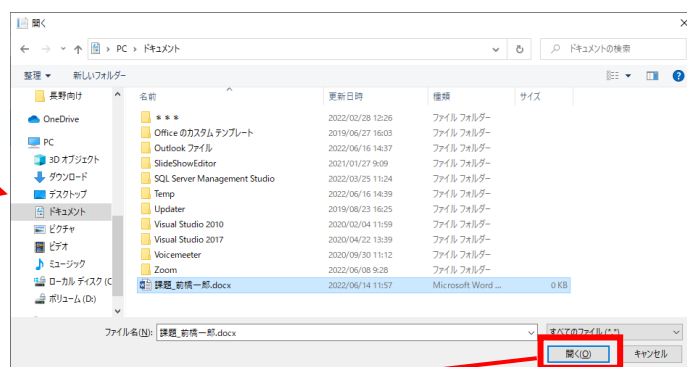 開く
PC › ドキュメント
ドキュメントの検索
整理 新しいフォルダー
名前 更新日時 種類 サイズ
長野向け
OneDrive
PC
3D オブジェクト
ダウンロード
デスクトップ
ドキュメント
ピクチャ
ビデオ
ミュージック
ローカル ディスク (C
ボリューム (D:)
* * * 2022/02/28 12:26 ファイル フォルダー
Office のカスタム テンプレート 2019/06/27 16:03 ファイル フォルダー
Outlook ファイル 2022/06/16 14:37 ファイル フォルダー
SlideShowEditor 2021/01/27 9:09 ファイル フォルダー
SQL Server Management Studio 2022/03/25 11:24 ファイル フォルダー
Temp 2022/06/16 14:39 ファイル フォルダー
Updater 2019/08/23 16:25 ファイル フォルダー
Visual Studio 2010 2020/02/04 11:59 ファイル フォルダー
Visual Studio 2017 2020/04/22 13:39 ファイル フォルダー
Voicemeeter 2020/09/30 11:12 ファイル フォルダー
Zoom 2022/06/08 9:28 ファイル フォルダー
課題_前橋一郎.docx 2022/06/14 11:57 Microsoft Word ... 0 KB
ファイル名(N): 課題_前橋一郎.docx すべてのファイル (*.*)
開く(O) キャンセル